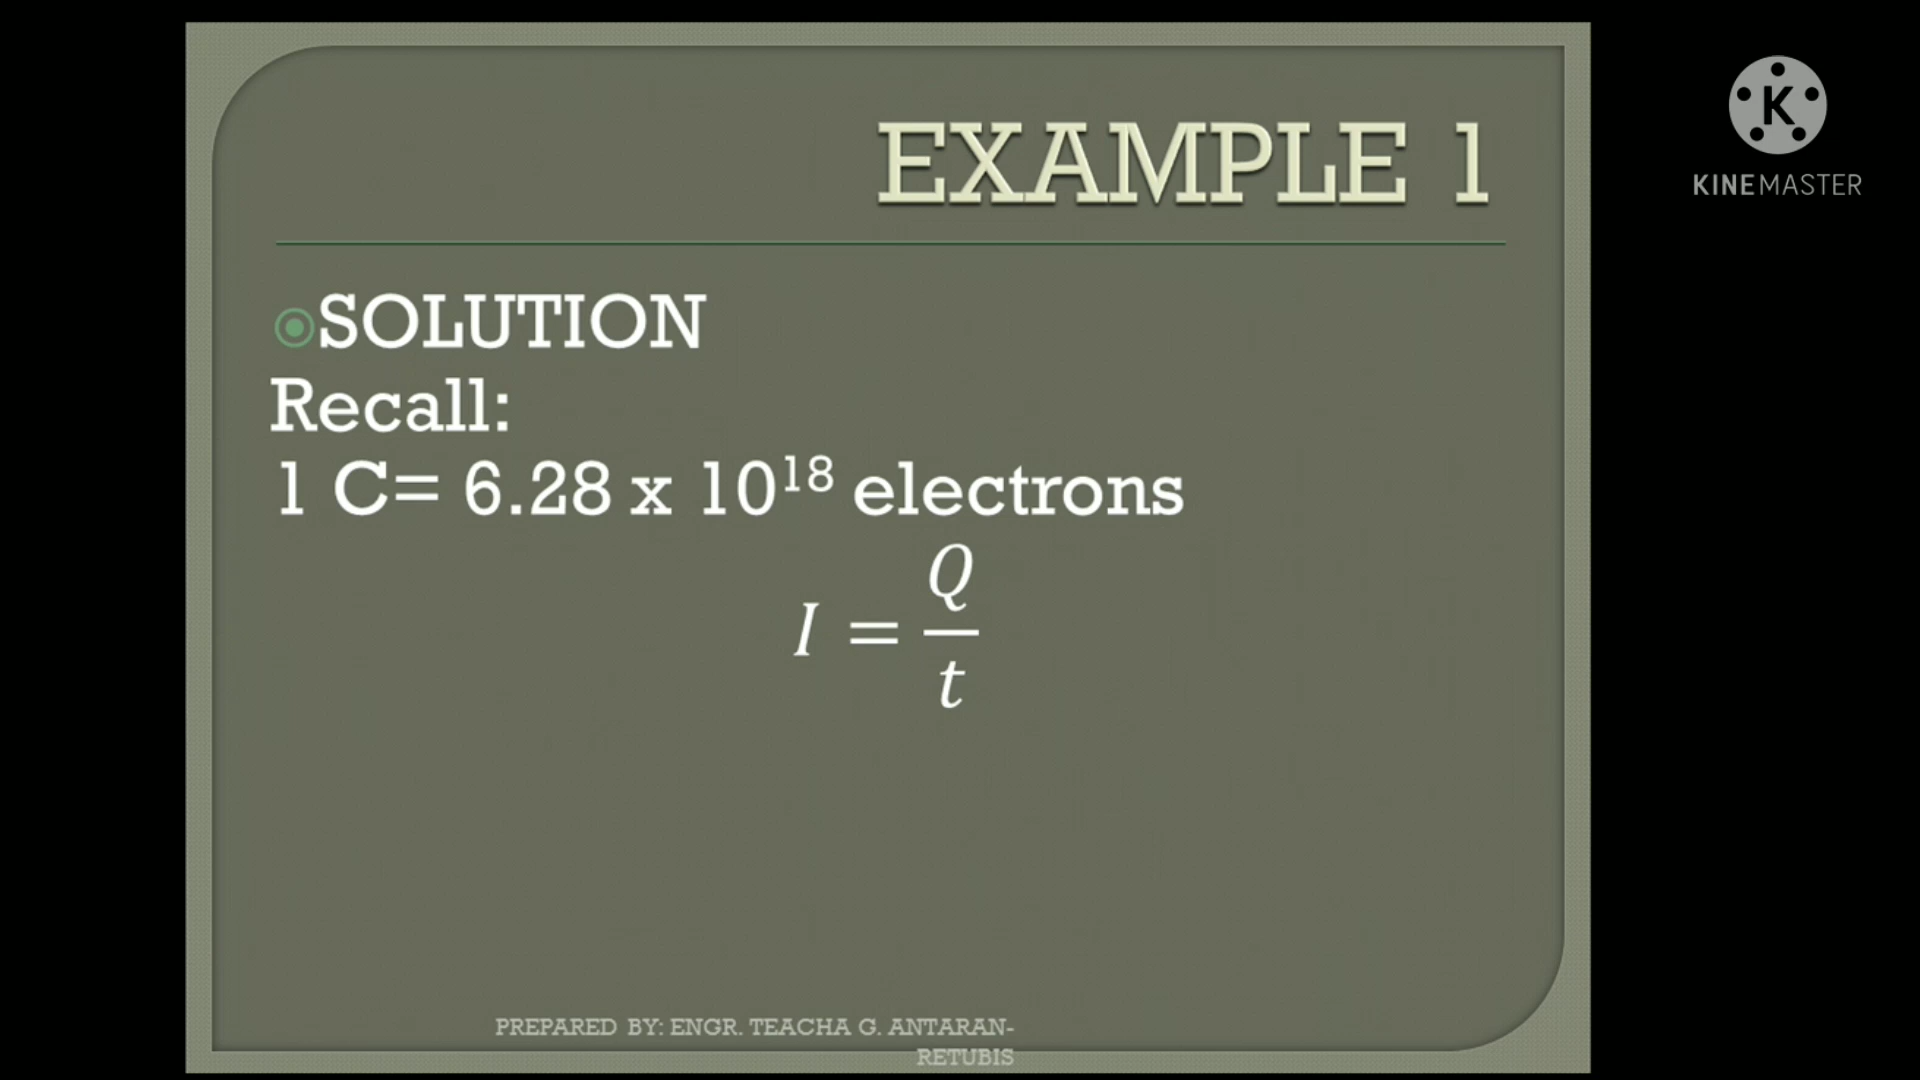 EXAMPLE 1
K
KINEMASTER
SOLUTION
Recall:
1 C= 6.28 x 10¹⁸ electrons
I = Q/t
PREPARED BY: ENGR. TEACHA G. ANTARAN-
RETUBIS